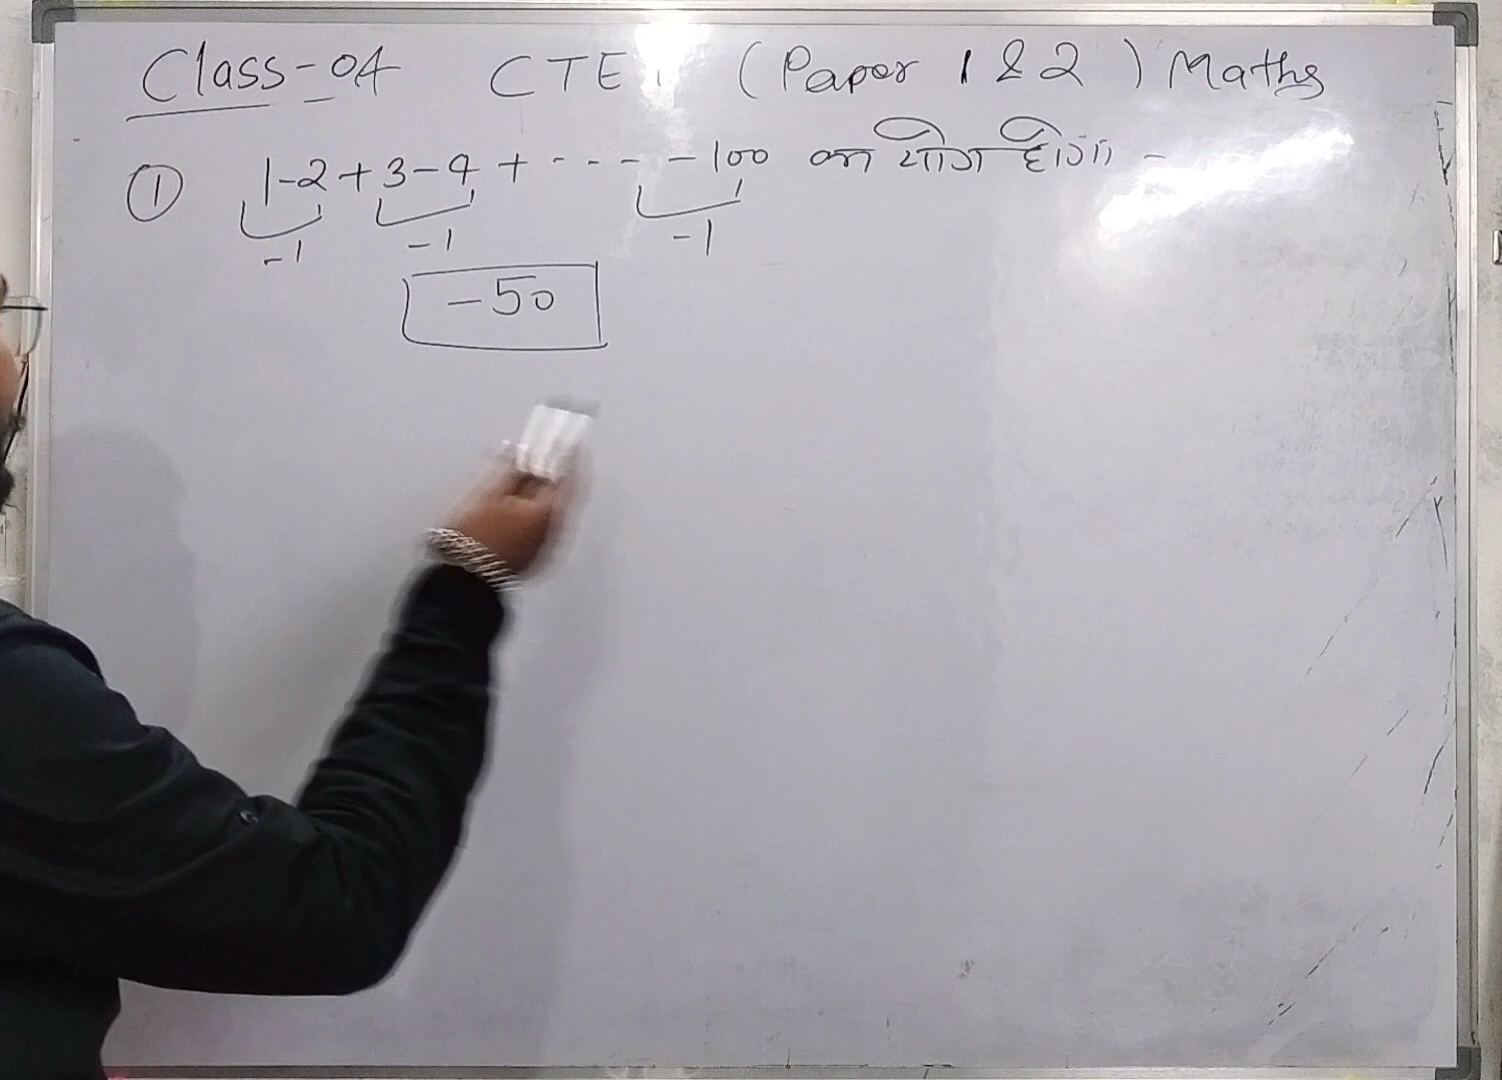 Class-04 CTET (Paper 1 & 2) Maths
① 1-2+3-4+ ---- -100 का योग होगा -
-1 -1 -1
-50